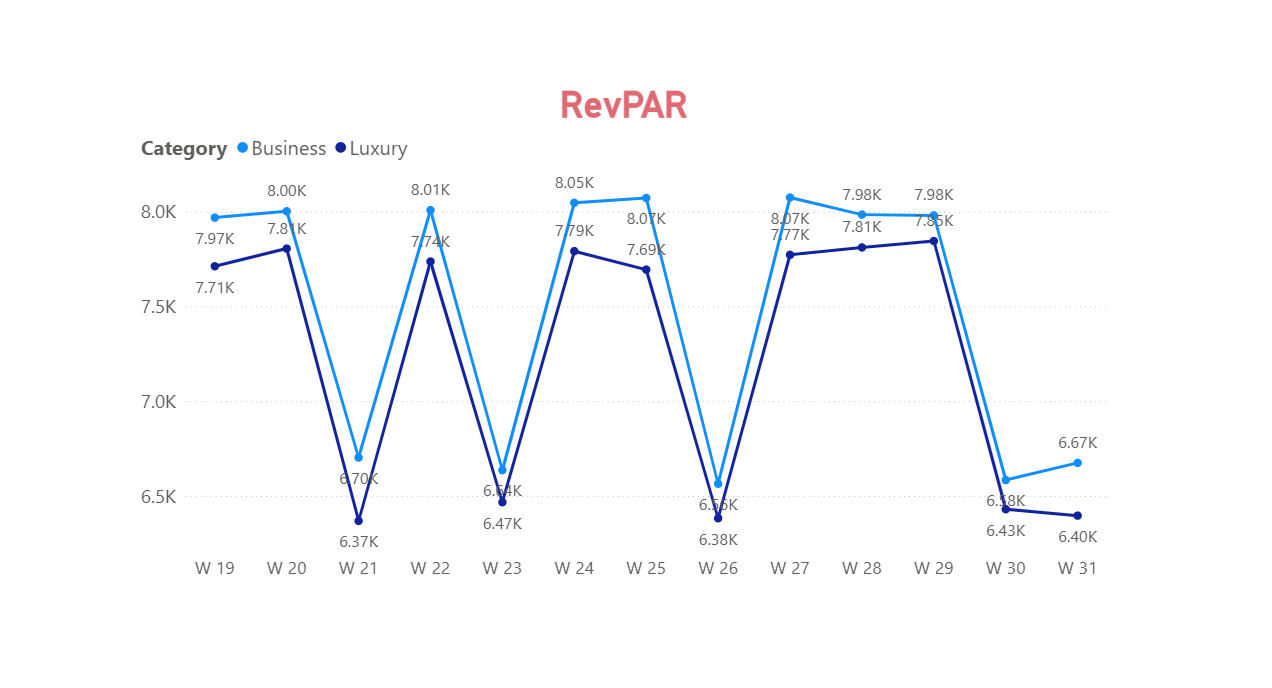 RevPAR
Category Business Luxury
8.05K
8.00K 8.01K 7.98K 7.98K
8.0K
7.97K 7.81K 7.74K 7.79K 8.07K 8.07K 7.81K 7.85K
7.77K
7.69K
7.71K
7.5K
7.0K
6.67K
6.70K
6.5K 6.64K 6.56K 6.58K
6.37K 6.47K 6.38K 6.43K 6.40K
W 19 W 20 W 21 W 22 W 23 W 24 W 25 W 26 W 27 W 28 W 29 W 30 W 31